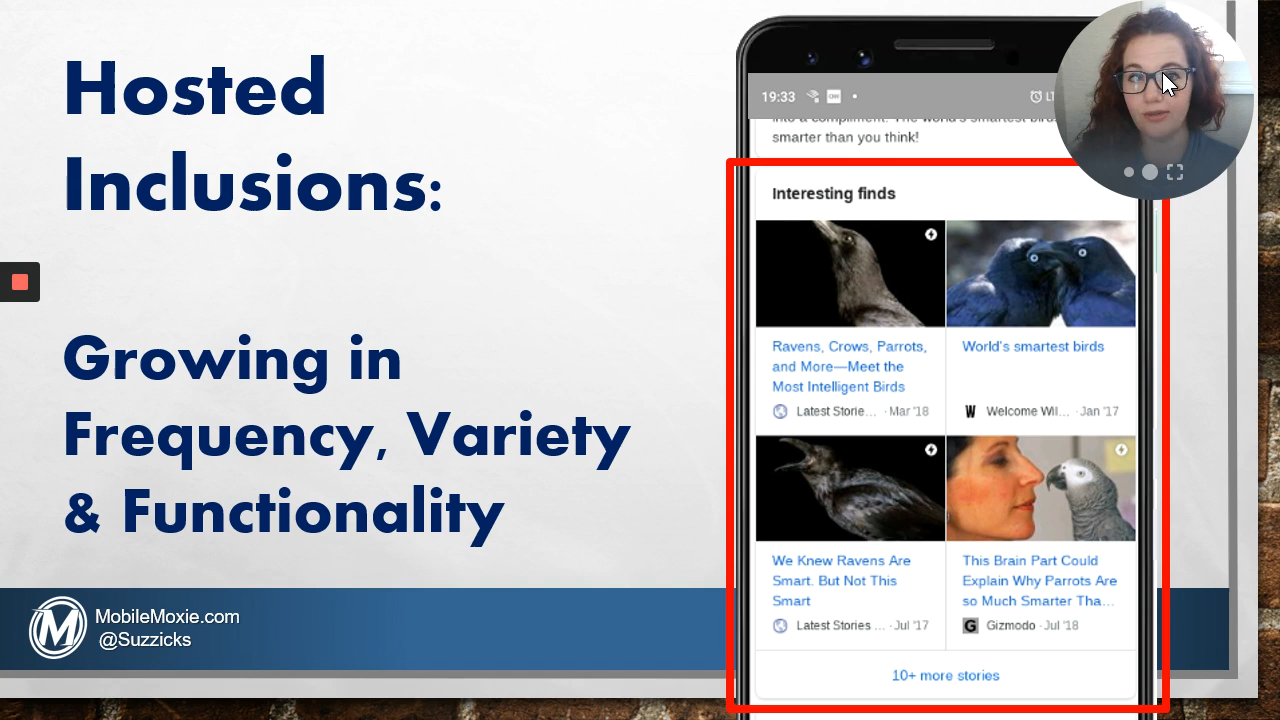 Hosted
Inclusions:
Growing in
Frequency, Variety
& Functionality
MobileMoxie.com
@Suzzicks
19:33
smarter than you think!
Interesting finds
Ravens, Crows, Parrots,
and More—Meet the
Most Intelligent Birds
Latest Storie... · Mar '18
World's smartest birds
W Welcome Wil... · Jan '17
We Knew Ravens Are
Smart. But Not This
Smart
Latest Stories ... · Jul '17
This Brain Part Could
Explain Why Parrots Are
so Much Smarter Tha...
G Gizmodo · Jul '18
10+ more stories